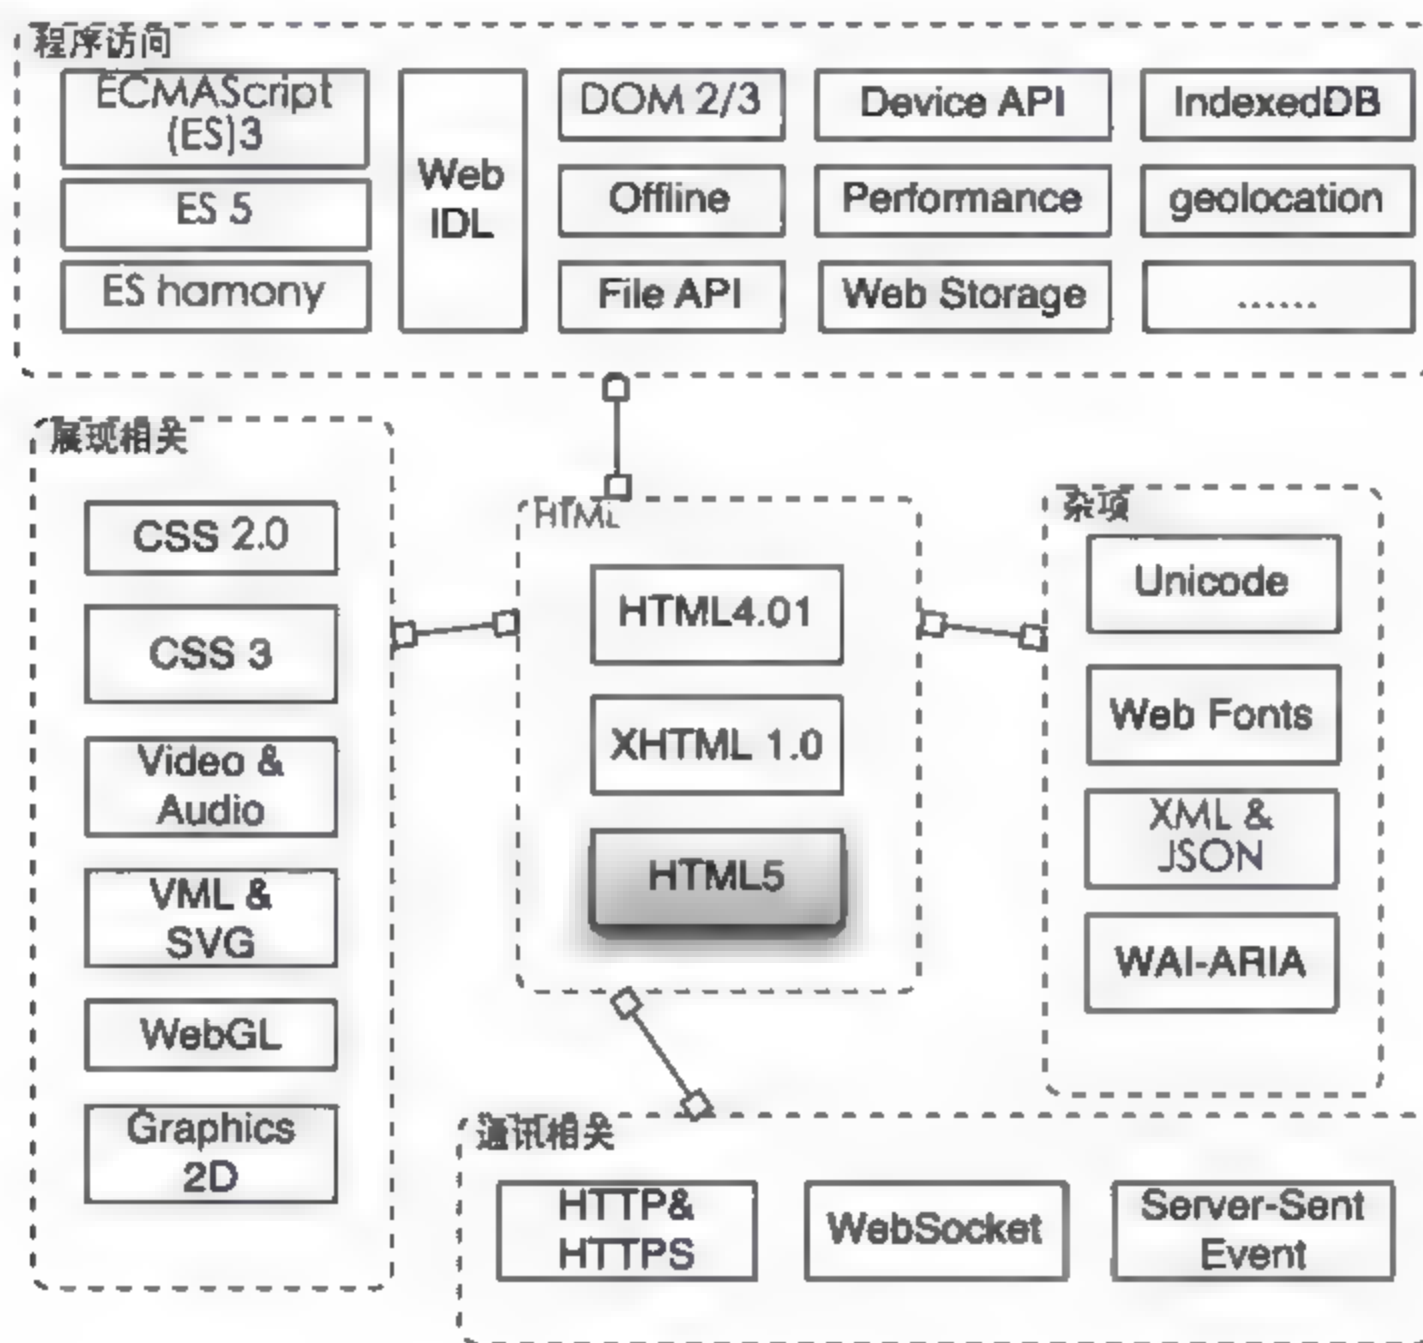 程序访问
ECMAScript
(ES)3
ES 5
ES hamony
Web
IDL
DOM 2/3
Device API
IndexedDB
Offline
Performance
geolocation
File API
Web Storage
......
展现相关
CSS 2.0
CSS 3
Video &
Audio
VML &
SVG
WebGL
Graphics
2D
HTML
HTML4.01
XHTML 1.0
HTML5
杂项
Unicode
Web Fonts
XML &
JSON
WAI-ARIA
通讯相关
HTTP&
HTTPS
WebSocket
Server-Sent
Event